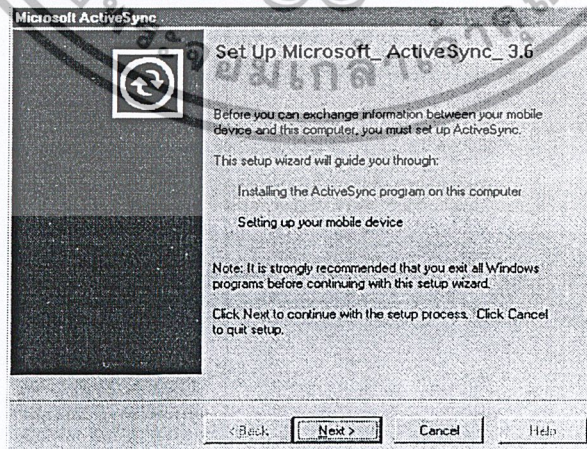 Microsoft ActiveSync
Set Up Microsoft_ ActiveSync_ 3.6
Before you can exchange information between your mobile
device and this computer, you must set up ActiveSync.
This setup wizard will guide you through:
Installing the ActiveSync program on this computer
Setting up your mobile device
Note: It is strongly recommended that you exit all Windows
programs before continuing with this setup wizard.
Click Next to continue with the setup process. Click Cancel
to quit setup.
< Back
Next >
Cancel
Help